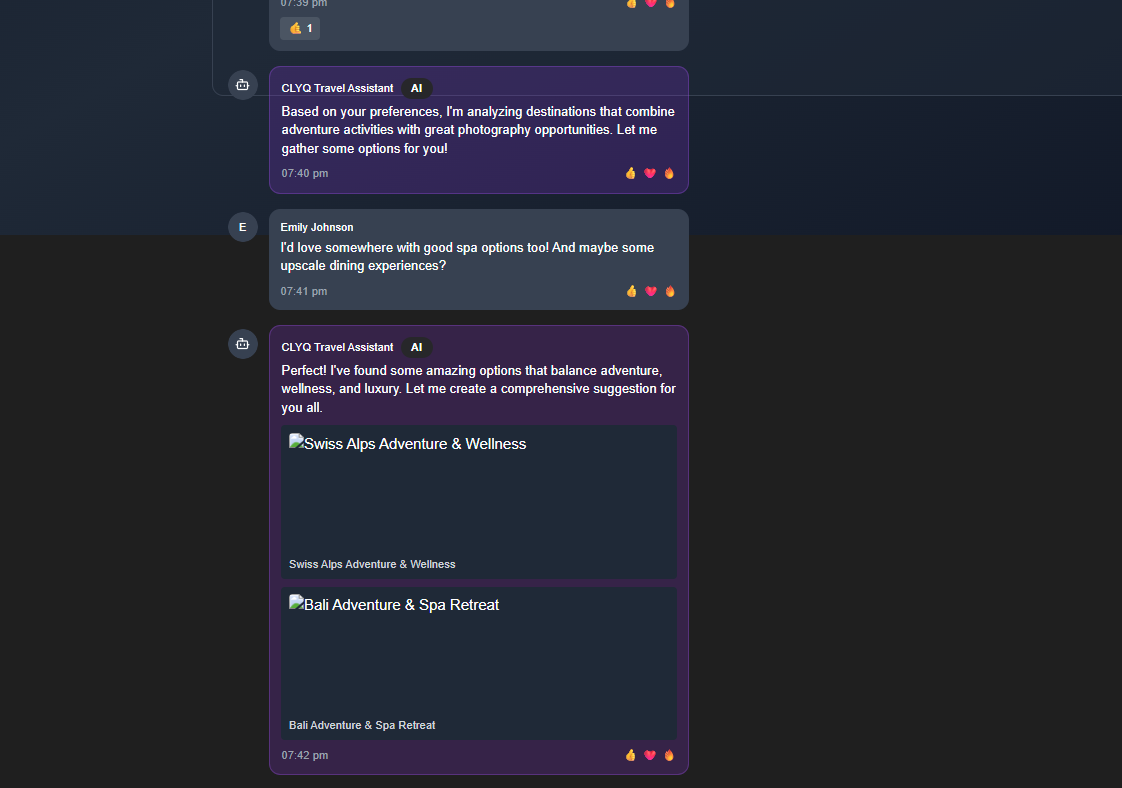 07:39 pm
👍 💖 🔥
🤙 1
CLYQ Travel Assistant AI
Based on your preferences, I'm analyzing destinations that combine
adventure activities with great photography opportunities. Let me
gather some options for you!
07:40 pm
👍 💖 🔥
E
Emily Johnson
I'd love somewhere with good spa options too! And maybe some
upscale dining experiences?
07:41 pm
👍 💖 🔥
CLYQ Travel Assistant AI
Perfect! I've found some amazing options that balance adventure,
wellness, and luxury. Let me create a comprehensive suggestion for
you all.
Swiss Alps Adventure & Wellness
Swiss Alps Adventure & Wellness
Bali Adventure & Spa Retreat
Bali Adventure & Spa Retreat
07:42 pm
👍 💖 🔥